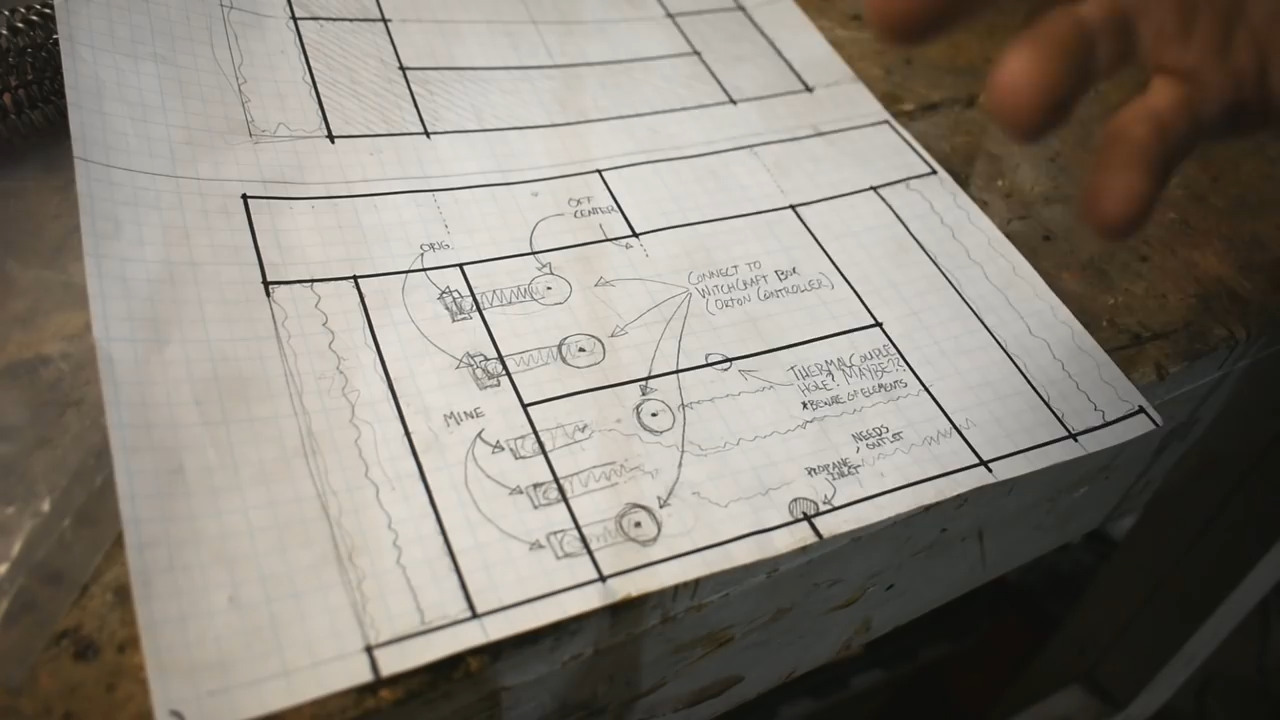 OFF
CENTER
ORIG.
CONNECT TO
WITCHCRAFT BOX
(ORTON CONTROLLER)
THERMALCOUPLE
HOLE? MAYBE??
*BEWARE OF ELEMENTS
MINE
NEEDS
OUTLET
PROPANE
INLET